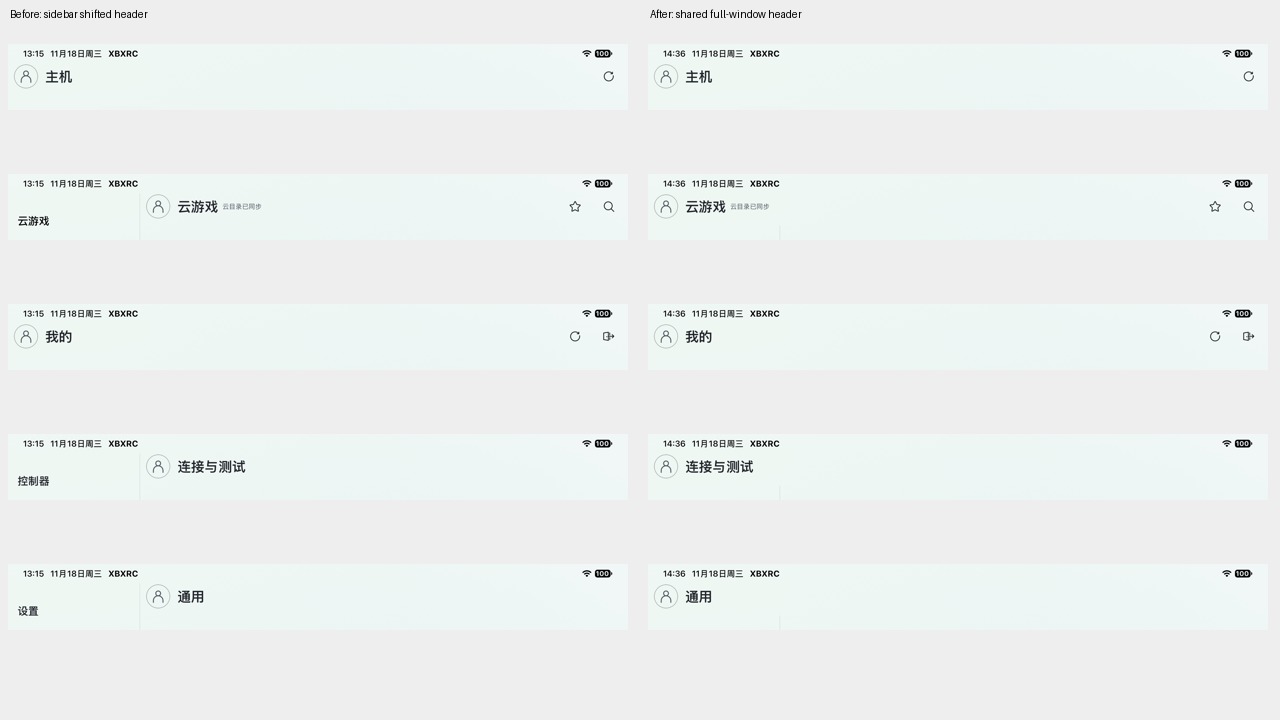 Before: sidebar shifted header
13:15 11月18日周三 XBXRC 100
主机
13:15 11月18日周三 XBXRC 100
云游戏 云目录已同步
云游戏
13:15 11月18日周三 XBXRC 100
我的
13:15 11月18日周三 XBXRC 100
连接与测试
控制器
13:15 11月18日周三 XBXRC 100
通用
设置
After: shared full-window header
14:36 11月18日周三 XBXRC 100
主机
14:36 11月18日周三 XBXRC 100
云游戏 云目录已同步
14:36 11月18日周三 XBXRC 100
我的
14:36 11月18日周三 XBXRC 100
连接与测试
14:36 11月18日周三 XBXRC 100
通用